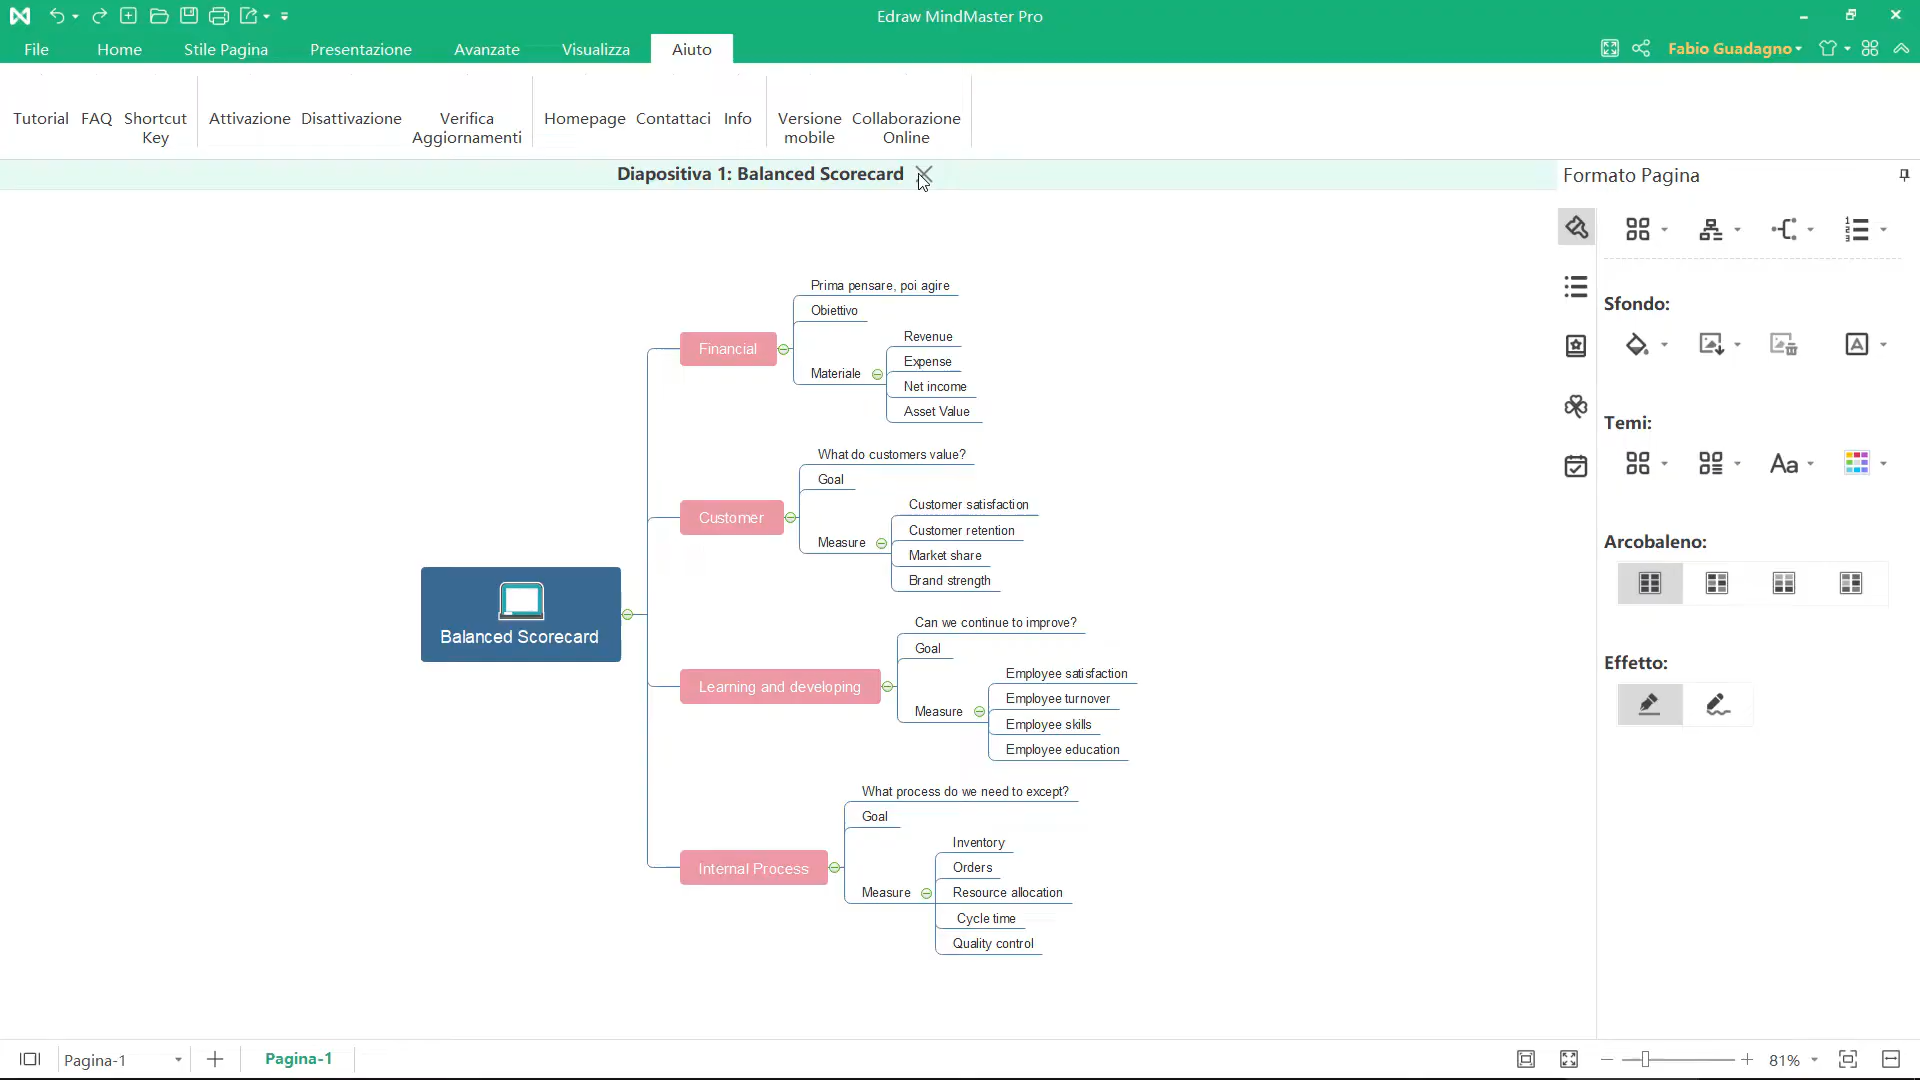 Edraw MindMaster Pro
File Home Stile Pagina Presentazione Avanzate Visualizza Aiuto Fabio Guadagno
Tutorial FAQ Shortcut Key Attivazione Disattivazione Verifica Aggiornamenti Homepage Contattaci Info Versione mobile Collaborazione Online
Diapositiva 1: Balanced Scorecard
Formato Pagina
Prima pensare, poi agire
Obiettivo
Financial
Materiale
Revenue
Expense
Net income
Asset Value
What do customers value?
Goal
Customer
Measure
Customer satisfaction
Customer retention
Market share
Brand strength
Balanced Scorecard
Can we continue to improve?
Goal
Learning and developing
Measure
Employee satisfaction
Employee turnover
Employee skills
Employee education
What process do we need to except?
Goal
Internal Process
Measure
Inventory
Orders
Resource allocation
Cycle time
Quality control
Sfondo:
Temi:
Aa
Arcobaleno:
Effetto:
Pagina-1
Pagina-1
81%